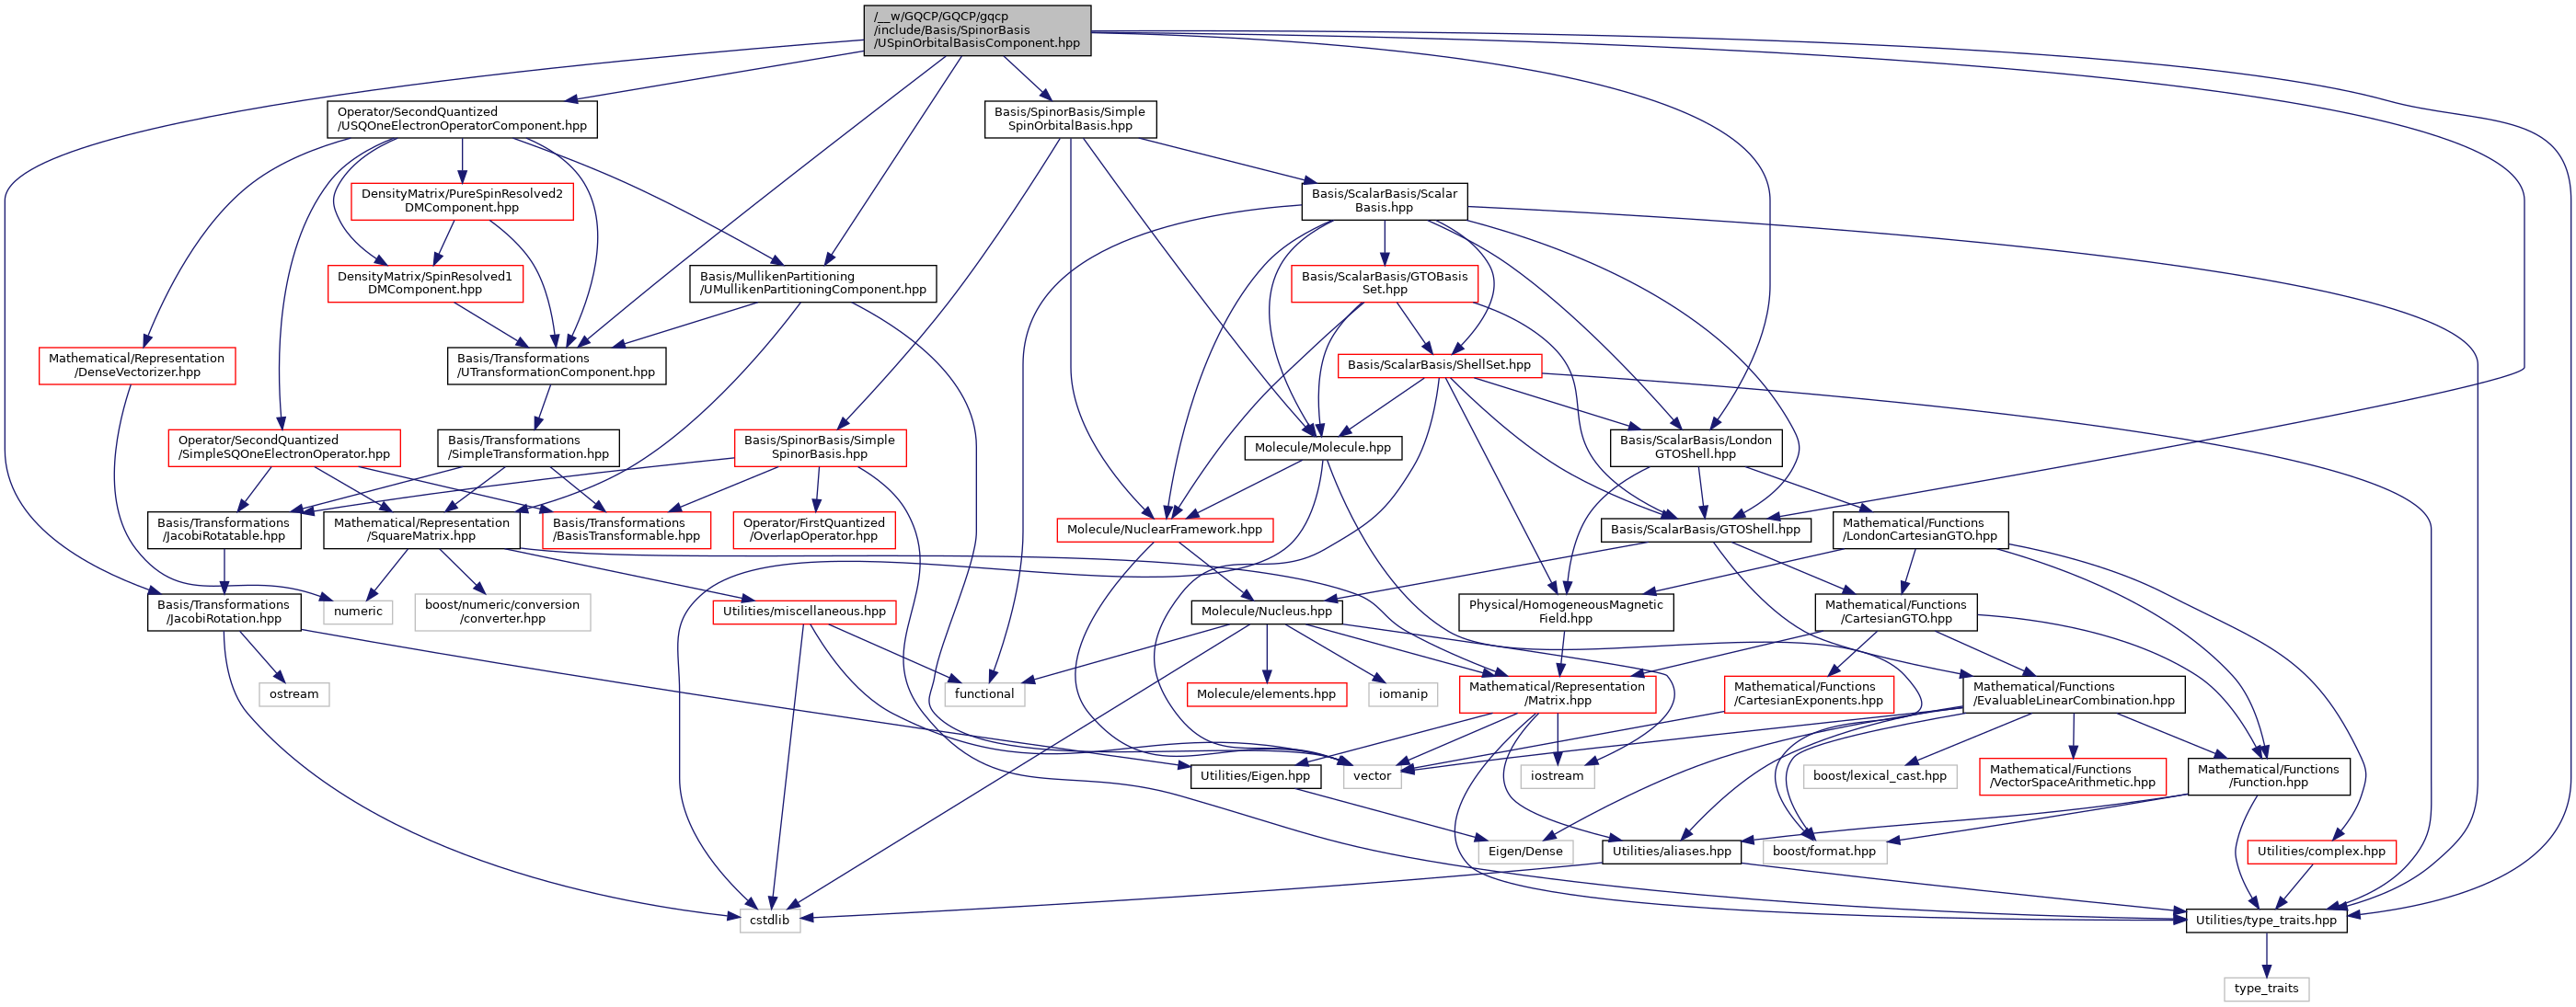 /__w/GQCP/GQCP/gqcp
/include/Basis/SpinorBasis
/USpinOrbitalBasisComponent.hpp
Operator/SecondQuantized
/USQOneElectronOperatorComponent.hpp
Basis/SpinorBasis/Simple
SpinOrbitalBasis.hpp
DensityMatrix/PureSpinResolved2
DMComponent.hpp
Basis/ScalarBasis/Scalar
Basis.hpp
DensityMatrix/SpinResolved1
DMComponent.hpp
Basis/MullikenPartitioning
/UMullikenPartitioningComponent.hpp
Basis/ScalarBasis/GTOBasis
Set.hpp
Mathematical/Representation
/DenseVectorizer.hpp
Basis/Transformations
/UTransformationComponent.hpp
Basis/ScalarBasis/ShellSet.hpp
Operator/SecondQuantized
/SimpleSQOneElectronOperator.hpp
Basis/Transformations
/SimpleTransformation.hpp
Basis/SpinorBasis/Simple
SpinorBasis.hpp
Molecule/Molecule.hpp
Basis/ScalarBasis/London
GTOShell.hpp
Basis/Transformations
/JacobiRotatable.hpp
Mathematical/Representation
/SquareMatrix.hpp
Basis/Transformations
/BasisTransformable.hpp
Operator/FirstQuantized
/OverlapOperator.hpp
Molecule/NuclearFramework.hpp
Basis/ScalarBasis/GTOShell.hpp
Mathematical/Functions
/LondonCartesianGTO.hpp
Basis/Transformations
/JacobiRotation.hpp
numeric
boost/numeric/conversion
/converter.hpp
Utilities/miscellaneous.hpp
Molecule/Nucleus.hpp
Physical/HomogeneousMagnetic
Field.hpp
Mathematical/Functions
/CartesianGTO.hpp
ostream
functional
Molecule/elements.hpp
iomanip
Mathematical/Representation
/Matrix.hpp
Mathematical/Functions
/CartesianExponents.hpp
Mathematical/Functions
/EvaluableLinearCombination.hpp
Utilities/Eigen.hpp
vector
iostream
boost/lexical_cast.hpp
Mathematical/Functions
/VectorSpaceArithmetic.hpp
Mathematical/Functions
/Function.hpp
Eigen/Dense
Utilities/aliases.hpp
boost/format.hpp
Utilities/complex.hpp
cstdlib
Utilities/type_traits.hpp
type_traits